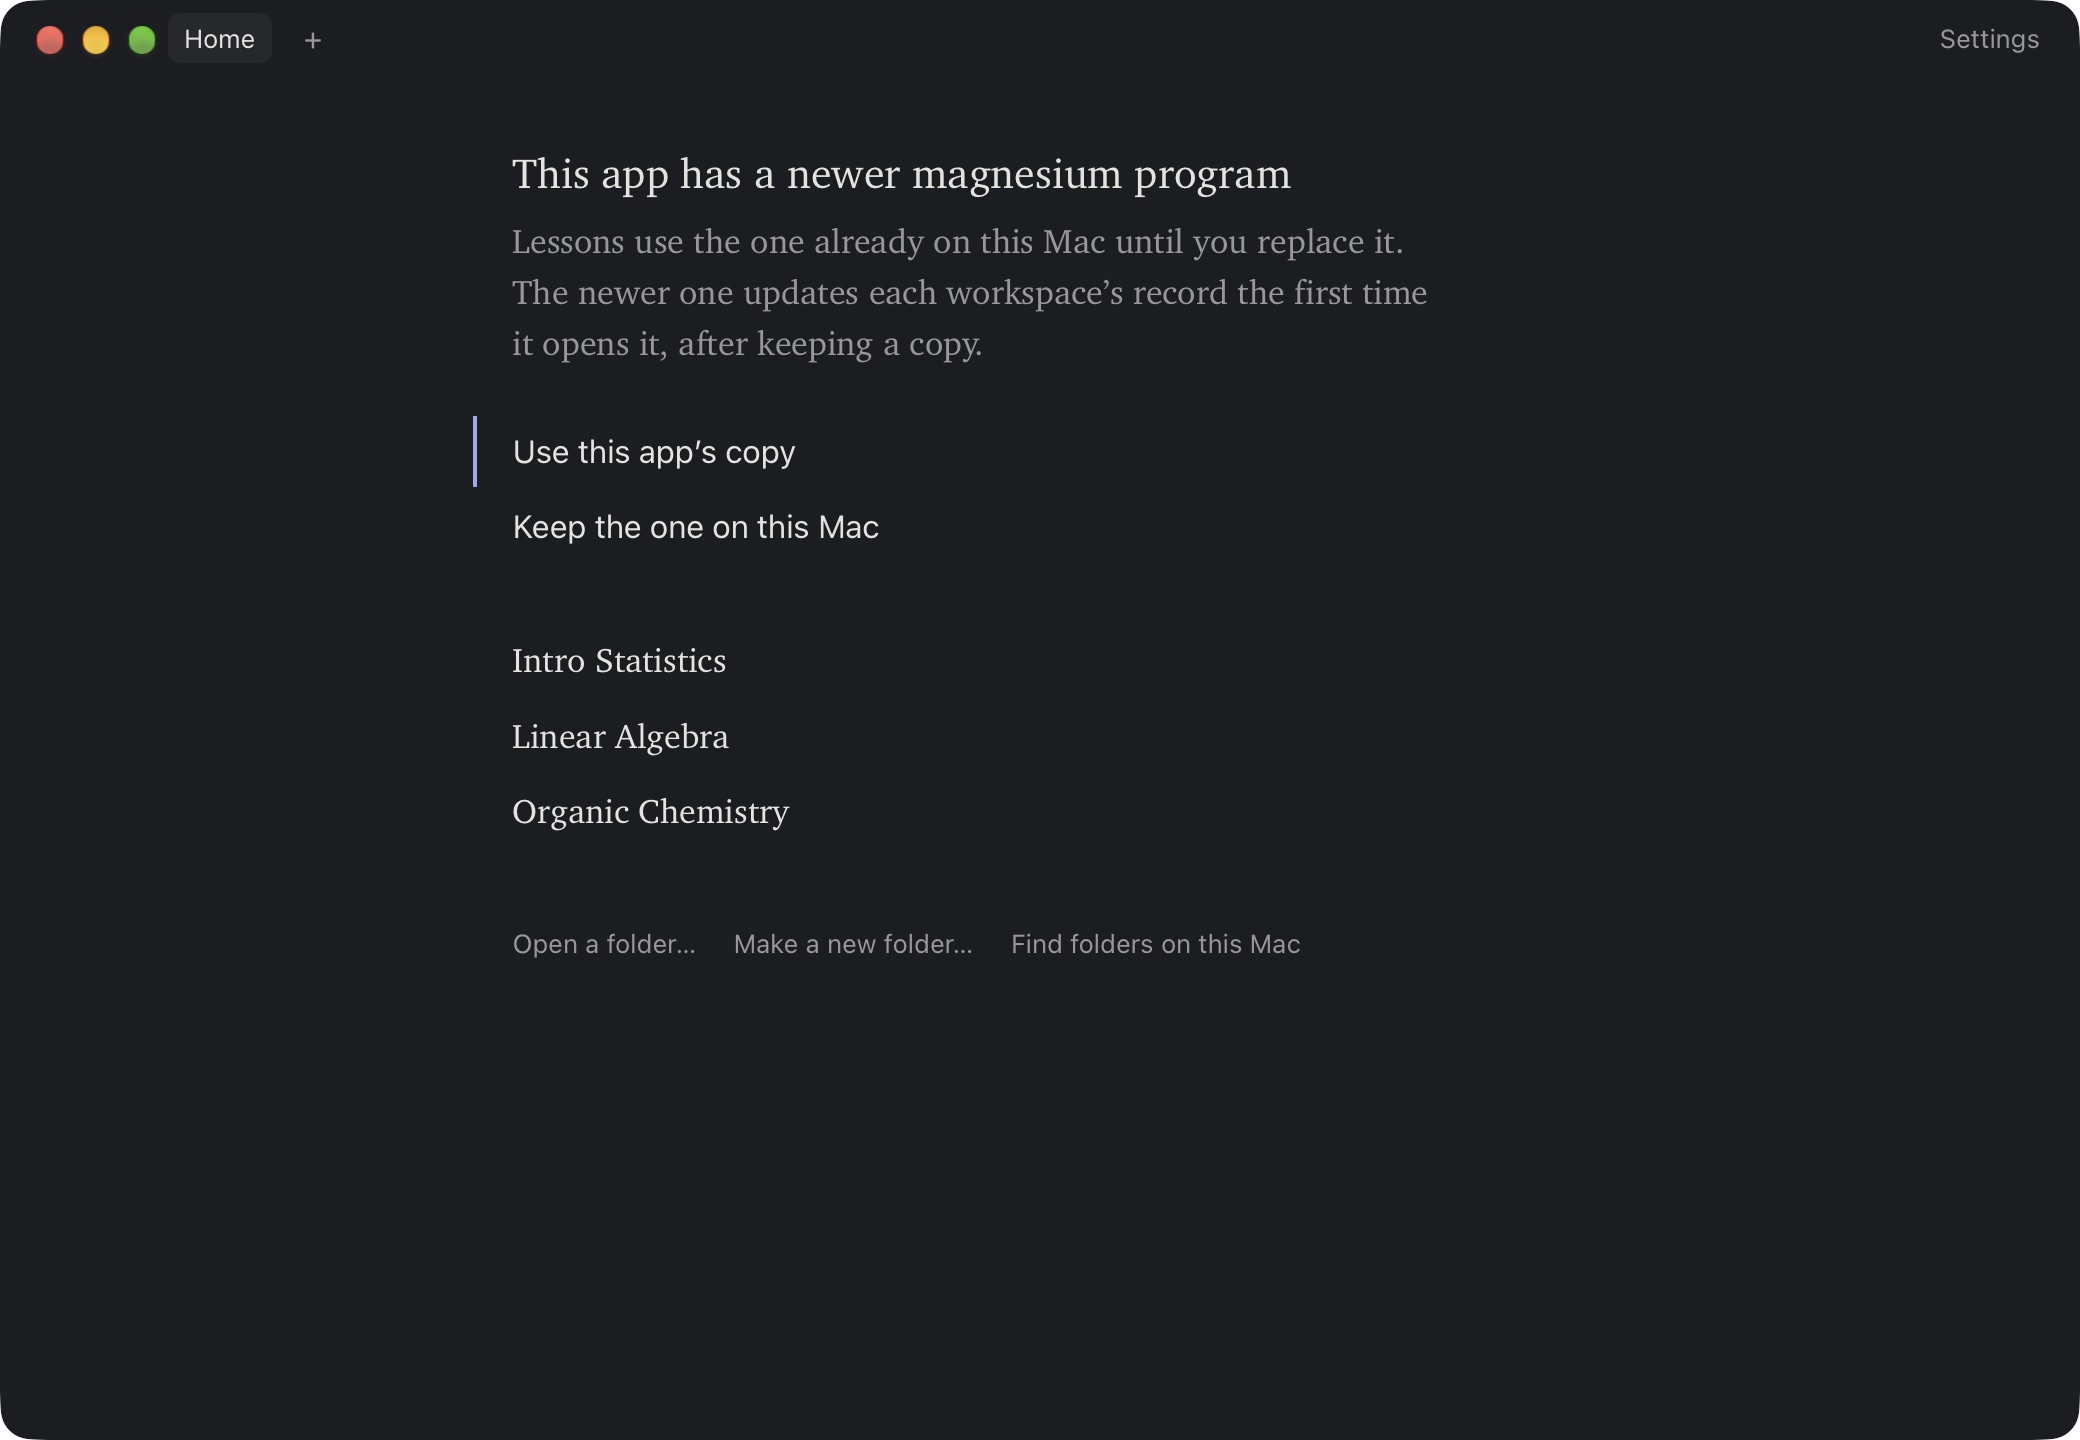 Home +
Settings
This app has a newer magnesium program
Lessons use the one already on this Mac until you replace it.
The newer one updates each workspace’s record the first time
it opens it, after keeping a copy.
Use this app’s copy
Keep the one on this Mac
Intro Statistics
Linear Algebra
Organic Chemistry
Open a folder… Make a new folder… Find folders on this Mac